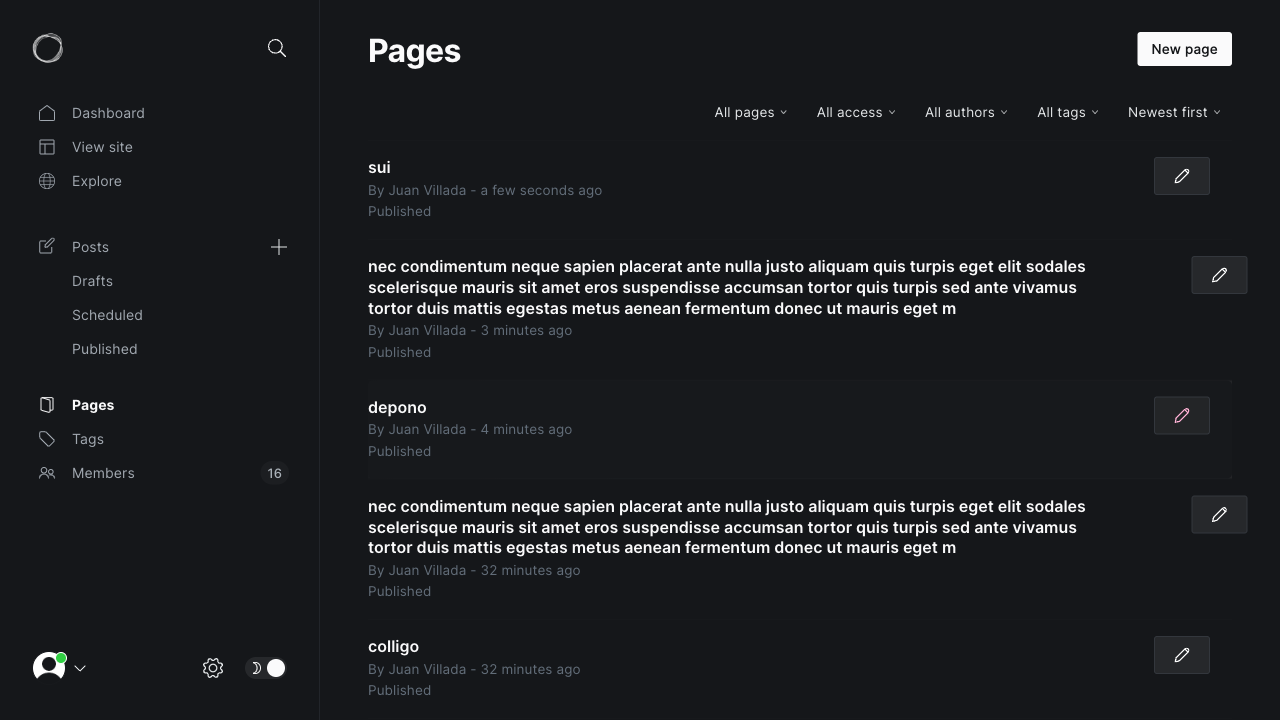 Pages
New page
Dashboard
View site
Explore
Posts
Drafts
Scheduled
Published
Pages
Tags
Members 16
All pages All access All authors All tags Newest first
sui
By Juan Villada - a few seconds ago
Published
nec condimentum neque sapien placerat ante nulla justo aliquam quis turpis eget elit sodales
scelerisque mauris sit amet eros suspendisse accumsan tortor quis turpis sed ante vivamus
tortor duis mattis egestas metus aenean fermentum donec ut mauris eget m
By Juan Villada - 3 minutes ago
Published
depono
By Juan Villada - 4 minutes ago
Published
nec condimentum neque sapien placerat ante nulla justo aliquam quis turpis eget elit sodales
scelerisque mauris sit amet eros suspendisse accumsan tortor quis turpis sed ante vivamus
tortor duis mattis egestas metus aenean fermentum donec ut mauris eget m
By Juan Villada - 32 minutes ago
Published
colligo
By Juan Villada - 32 minutes ago
Published